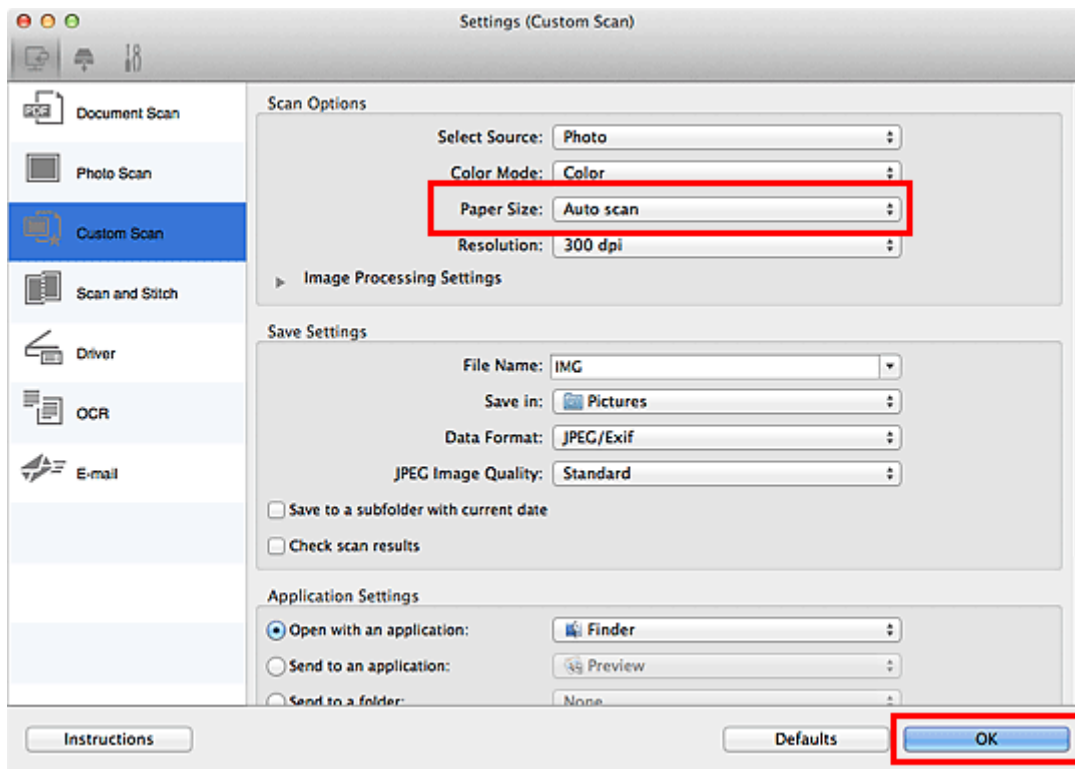 Settings (Custom Scan)
Document Scan
Photo Scan
Custom Scan
Scan and Stitch
Driver
OCR
E-mail
Scan Options
Select Source: Photo
Color Mode: Color
Paper Size: Auto scan
Resolution: 300 dpi
Image Processing Settings
Save Settings
File Name: IMG
Save in: Pictures
Data Format: JPEG/Exif
JPEG Image Quality: Standard
Save to a subfolder with current date
Check scan results
Application Settings
Open with an application: Finder
Send to an application: Preview
Send to a folder: None
Instructions
Defaults
OK